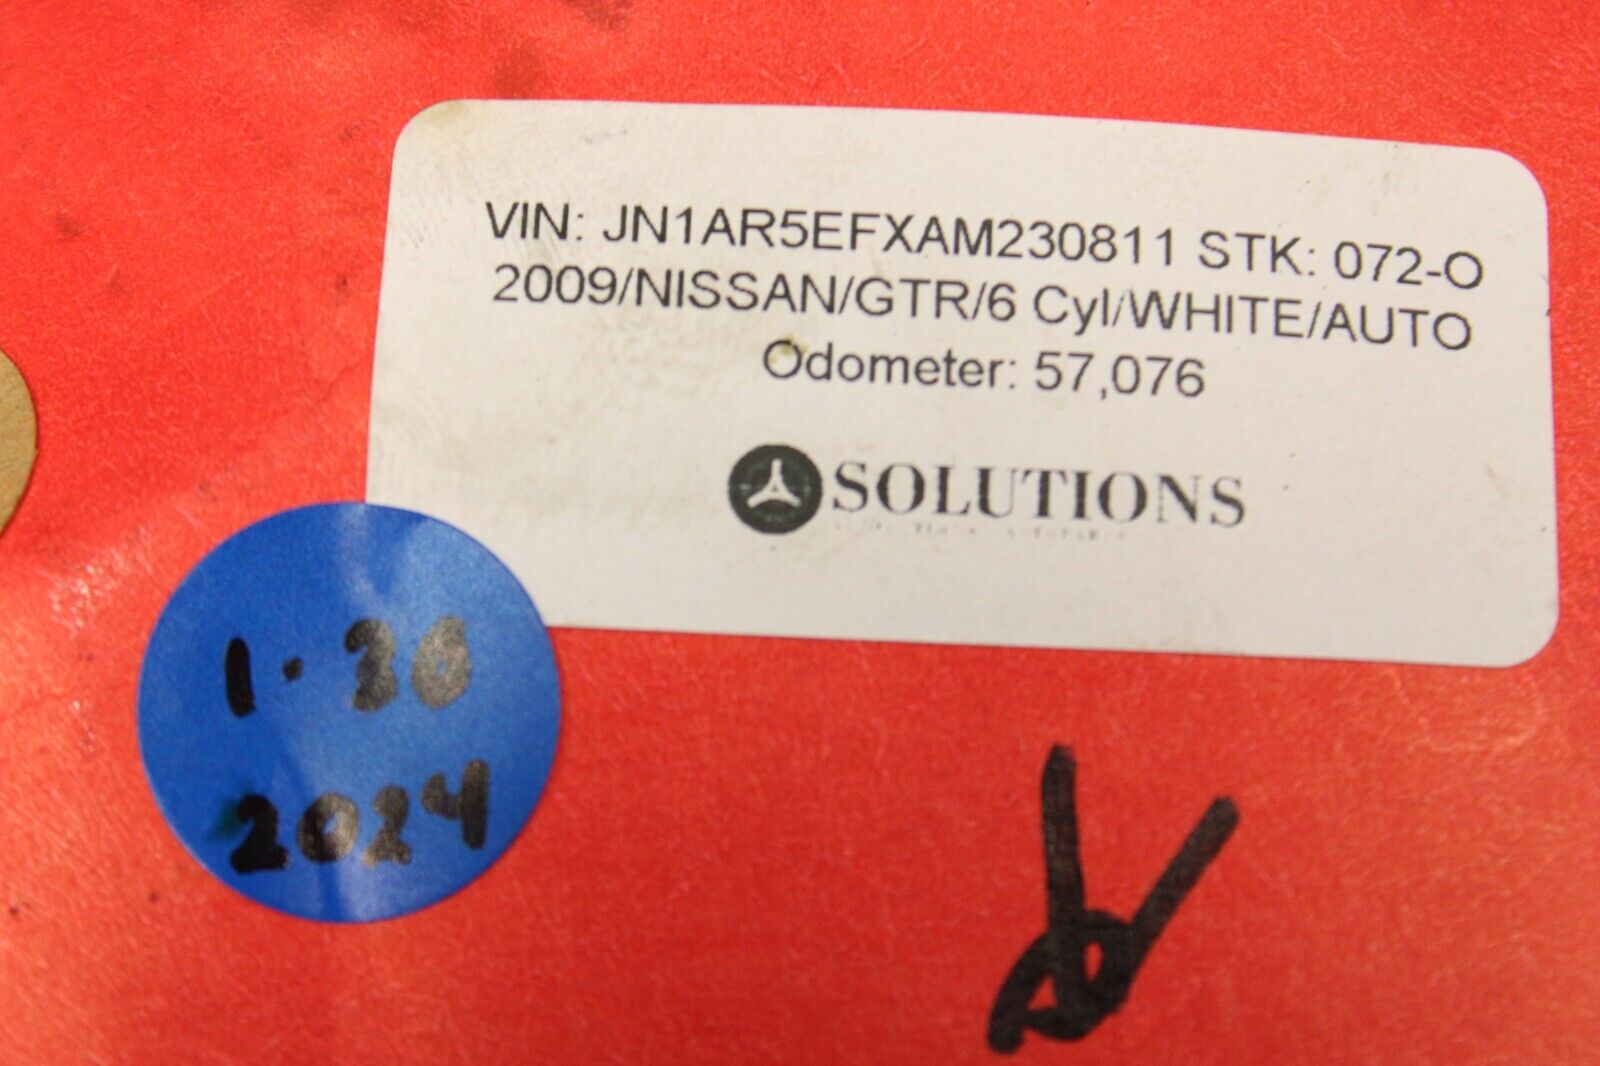 VIN: JN1AR5EFXAM230811 STK: 072-O
2009/NISSAN/GTR/6 Cyl/WHITE/AUTO
Odometer: 57,076
SOLUTIONS
1-30
2024